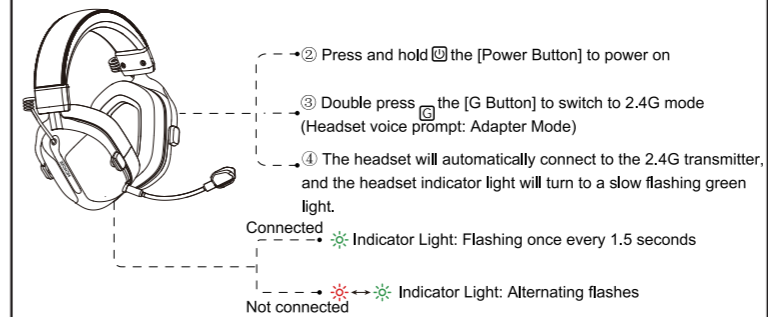 ② Press and hold ⏻ the [Power Button] to power on
③ Double press G the [G Button] to switch to 2.4G mode
(Headset voice prompt: Adapter Mode)
④ The headset will automatically connect to the 2.4G transmitter,
and the headset indicator light will turn to a slow flashing green
light.
Connected
Indicator Light: Flashing once every 1.5 seconds
Indicator Light: Alternating flashes
Not connected